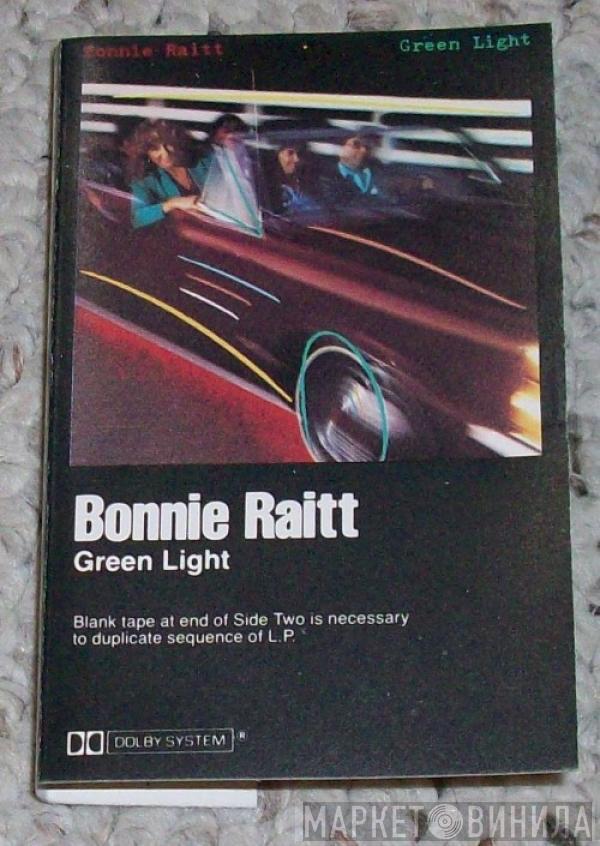 Bonnie Raitt
Green Light
Bonnie Raitt
Green Light
Blank tape at end of Side Two is necessary
to duplicate sequence of L.P.
DOLBY SYSTEM ®
МАРКЕТ ВИНИЛА